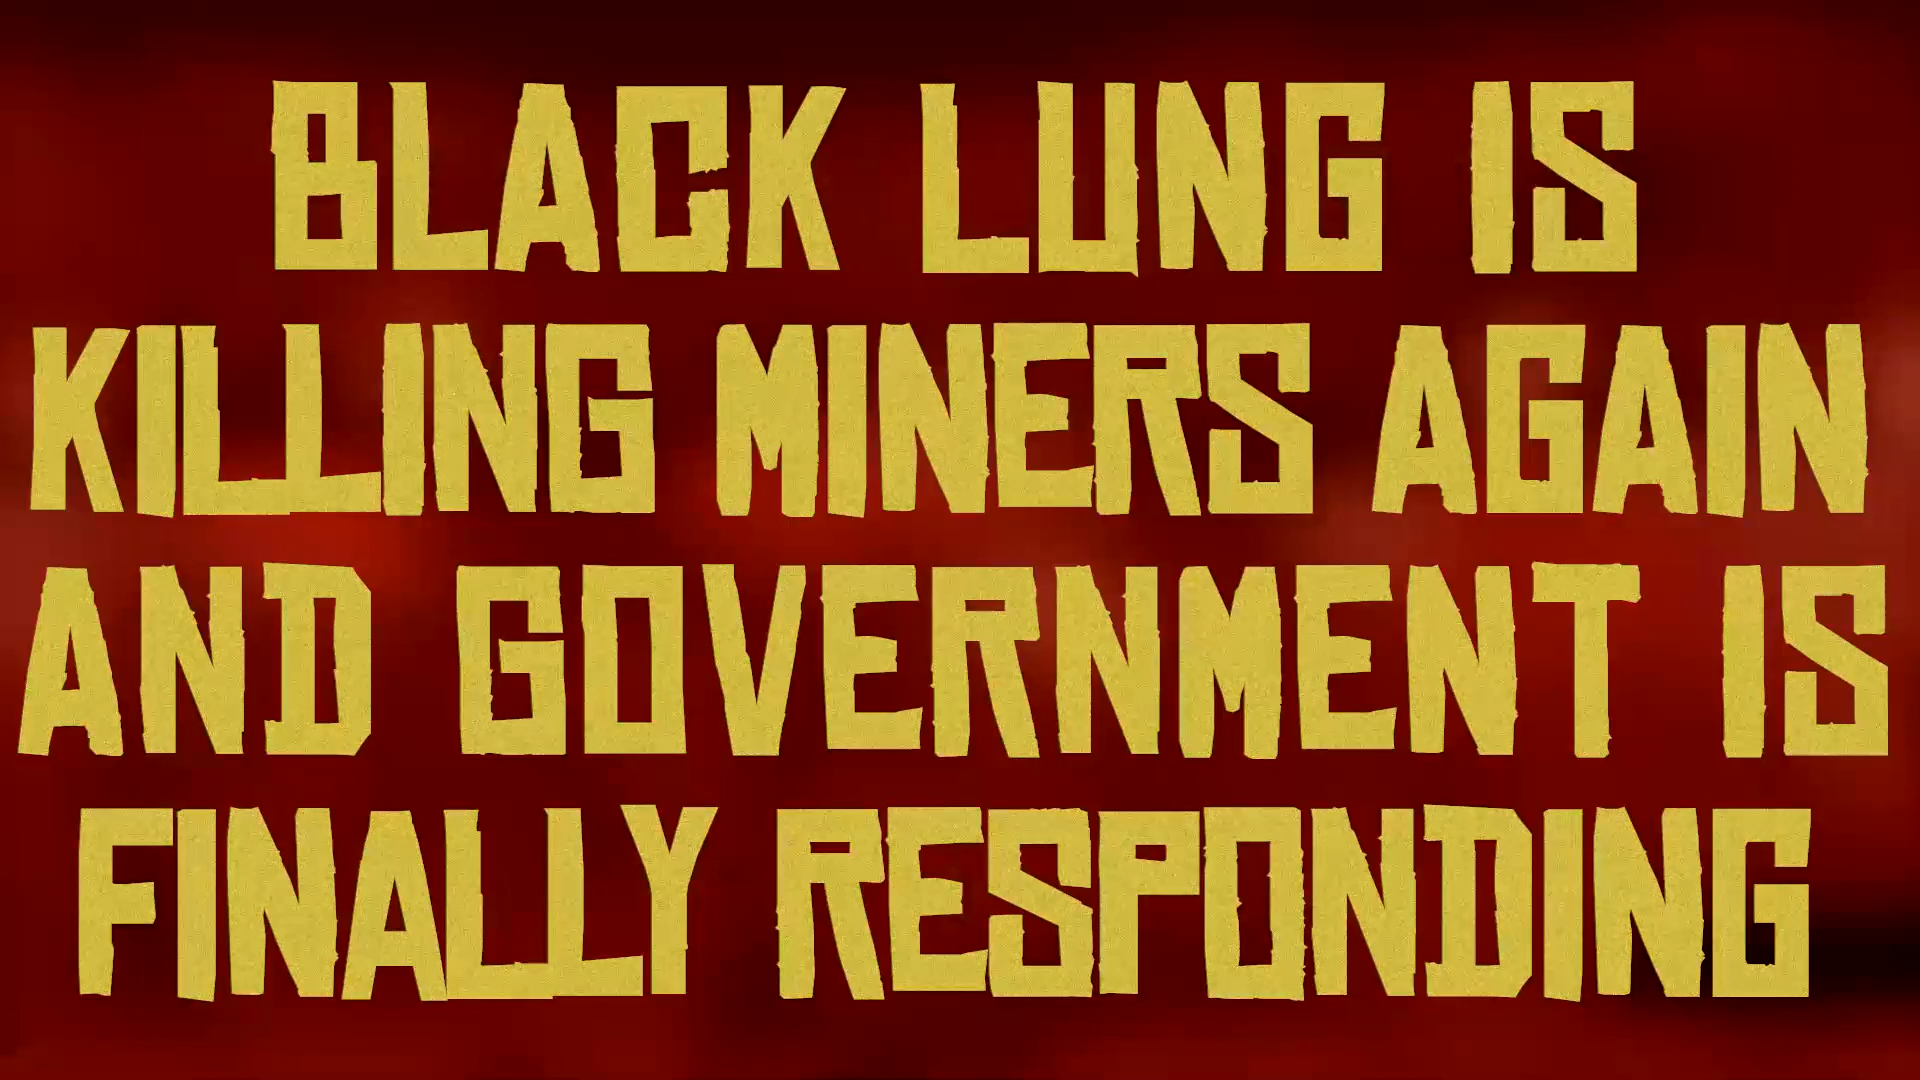 BLACK LUNG IS
KILLING MINERS AGAIN
AND GOVERNMENT IS
FINALLY RESPONDING